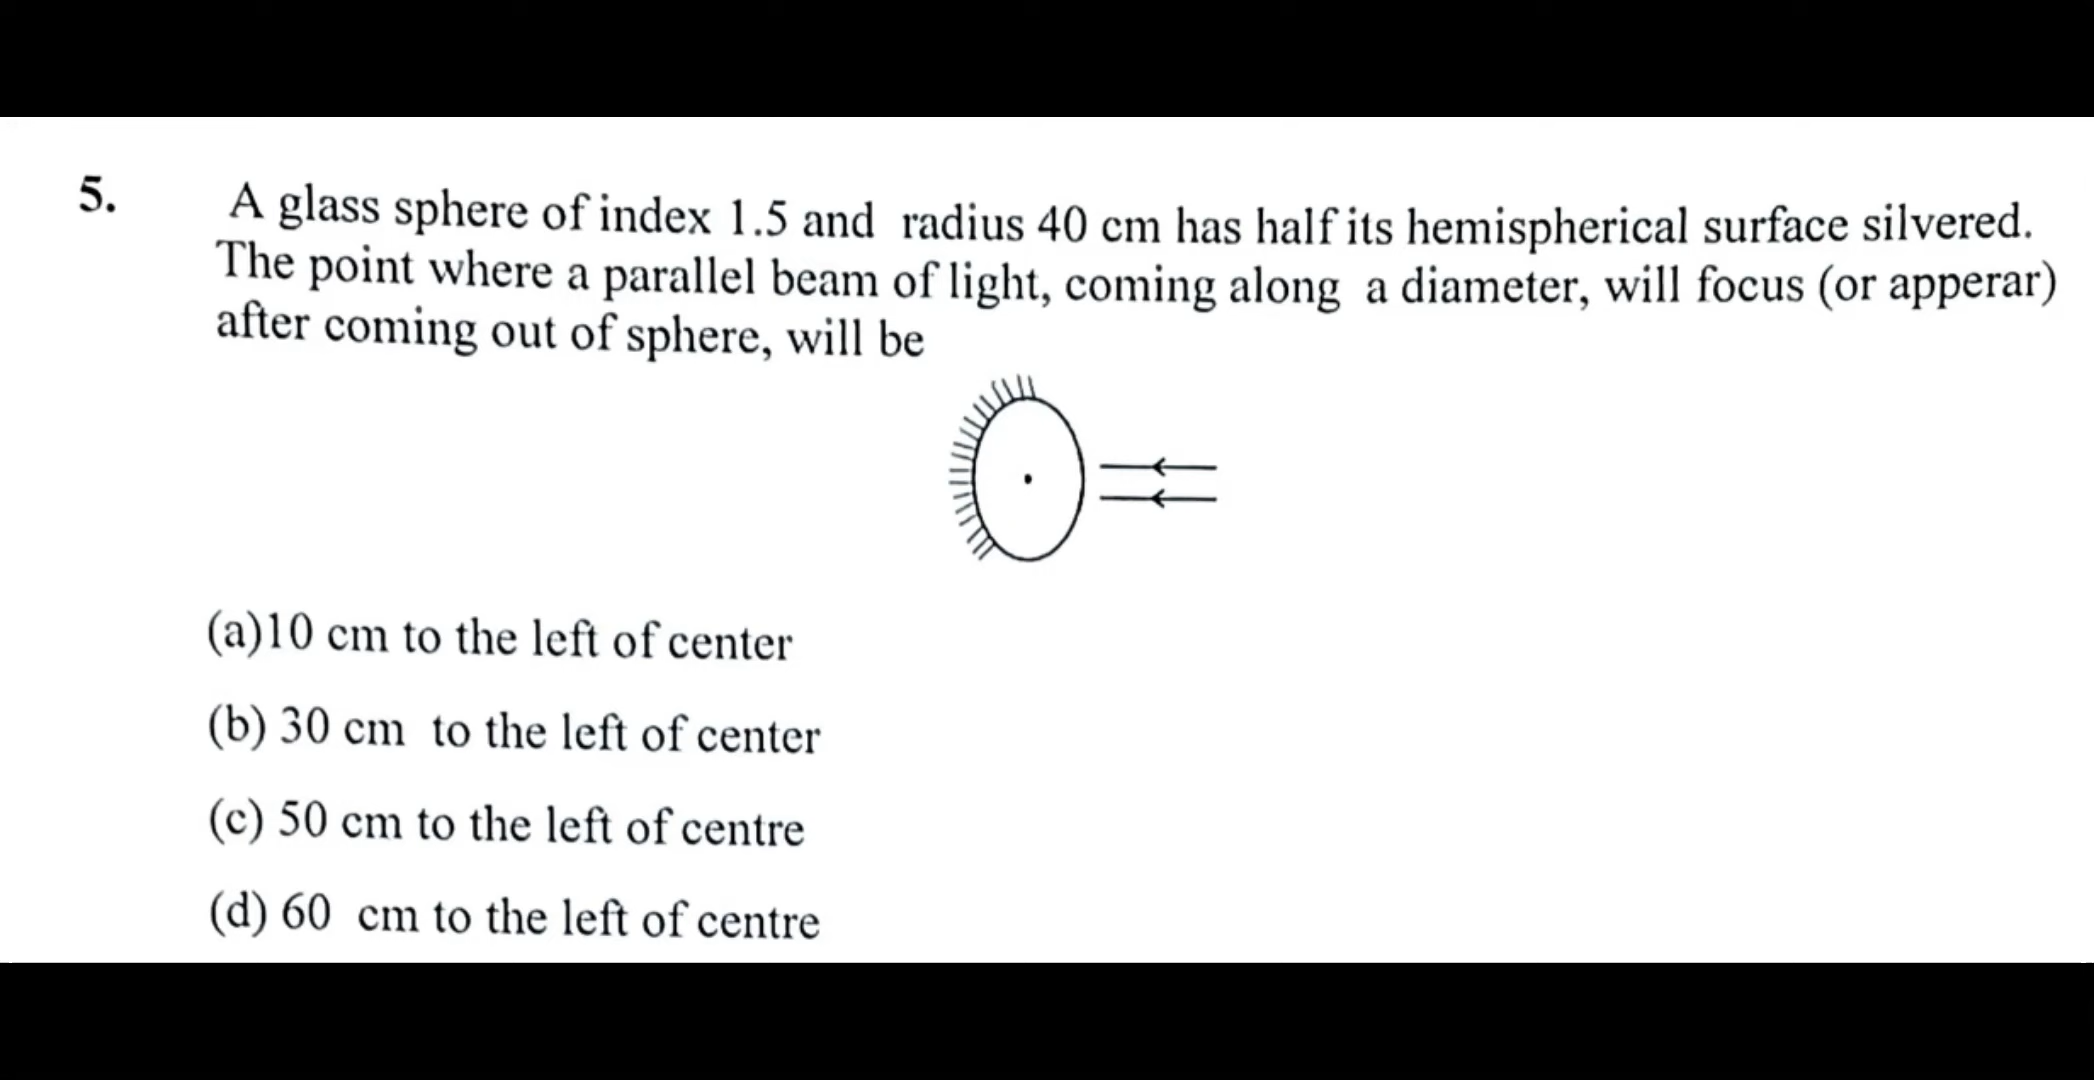 5. A glass sphere of index 1.5 and radius 40 cm has half its hemispherical surface silvered.
The point where a parallel beam of light, coming along a diameter, will focus (or apperar)
after coming out of sphere, will be
(a)10 cm to the left of center
(b) 30 cm to the left of center
(c) 50 cm to the left of centre
(d) 60 cm to the left of centre